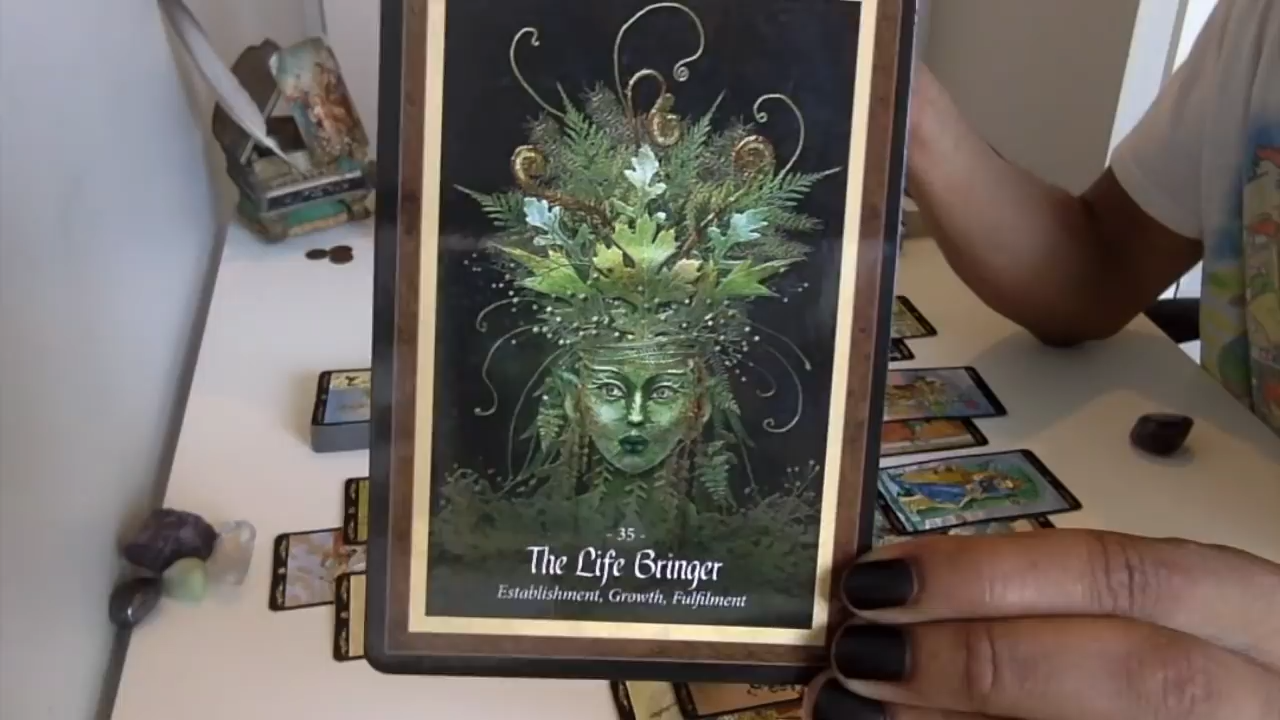 - 35 -
The Life Bringer
Establishment, Growth, Fulfilment